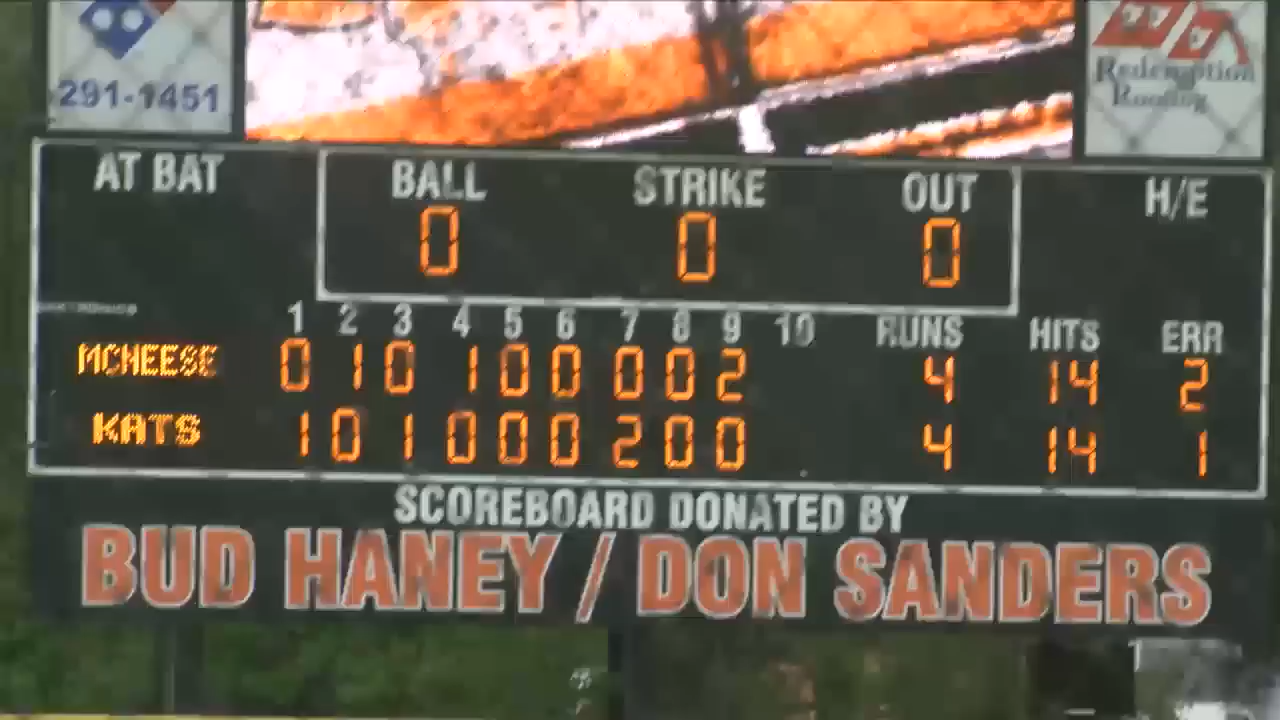 291-1451
Redemption
Roofing
AT BAT BALL STRIKE OUT H/E
0 0 0
1 2 3 4 5 6 7 8 9 10 RUNS HITS ERR
MCNEESE 0 1 0 1 0 0 0 0 2 4 14 2
KATS 1 0 1 0 0 0 2 0 0 4 14 1
SCOREBOARD DONATED BY
BUD HANEY / DON SANDERS